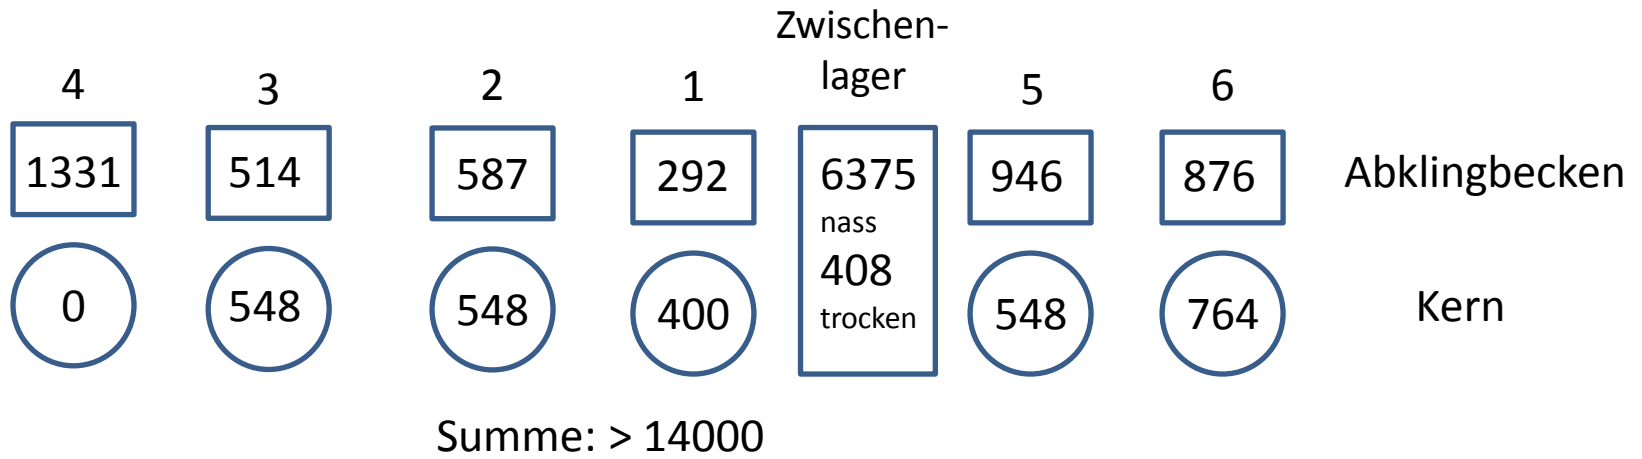 Zwischen-
lager
4 3 2 1 5 6
1331 514 587 292 6375 946 876 Abklingbecken
nass
408
trocken
0 548 548 400 548 764 Kern
Summe: > 14000